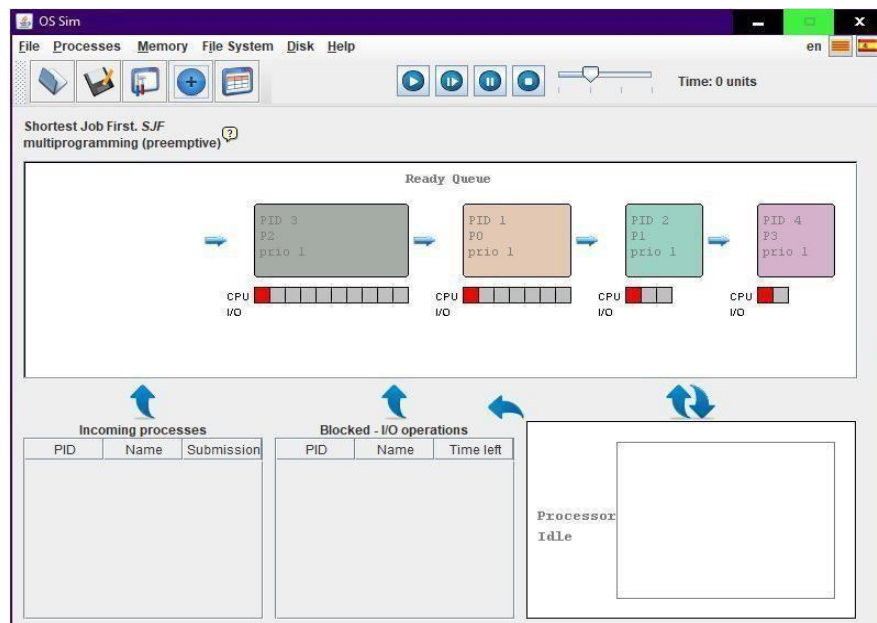 OS Sim
File Processes Memory File System Disk Help
en
Time: 0 units
Shortest Job First. SJF
multiprogramming (preemptive)
?
Ready Queue
PID 3
P2
prio 1
CPU
I/O
PID 1
P0
prio 1
CPU
I/O
PID 2
P1
prio 1
CPU
I/O
PID 4
P3
prio 1
CPU
I/O
Incoming processes
PID Name Submission
Blocked - I/O operations
PID Name Time left
Processor
Idle